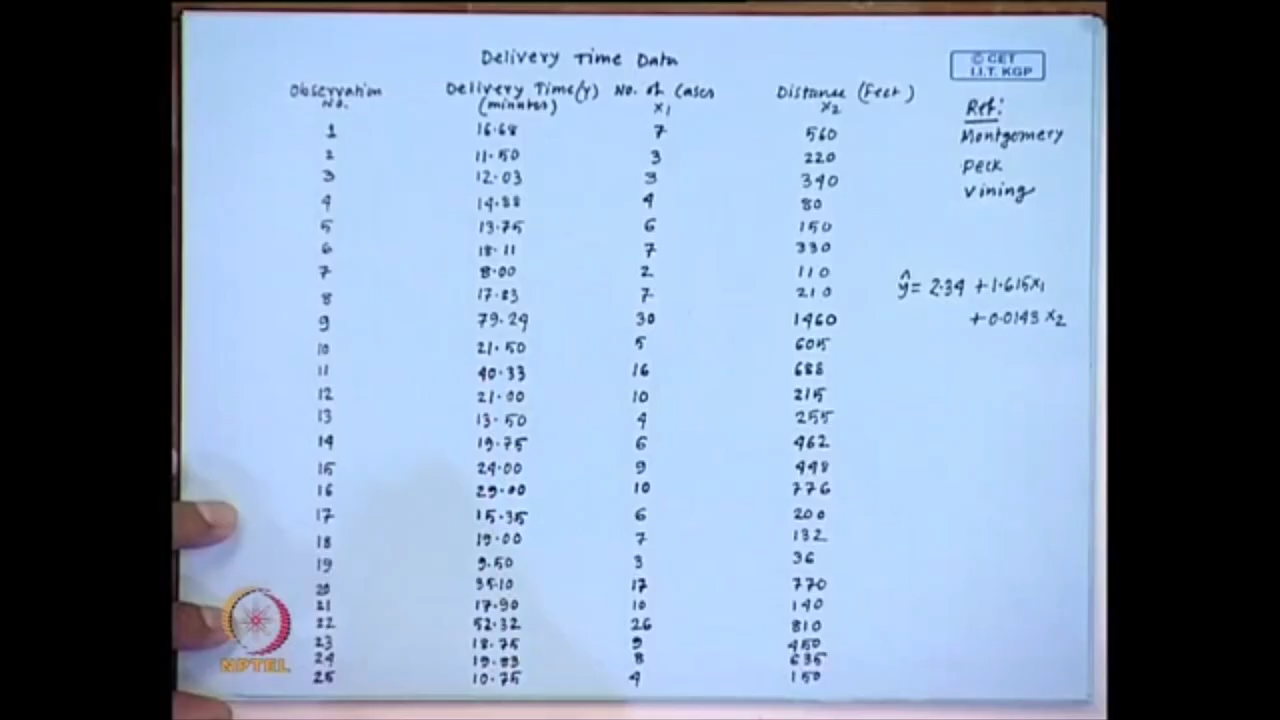 Delivery Time Data
© CET
I.I.T. KGP
Observation No. Delivery Time(y) (minutes) No. of Cases x1 Distance (Feet) x2
Ref:
Montgomery
Peck
Vining
1 16.68 7 560
2 11.50 3 220
3 12.03 3 340
4 14.88 4 80
5 13.75 6 150
6 18.11 7 330
7 8.00 2 110
8 17.83 7 210
9 79.24 30 1460
10 21.50 5 605
11 40.33 16 688
12 21.00 10 215
13 13.50 4 255
14 19.75 6 462
15 24.00 9 448
16 29.00 10 776
17 15.35 6 200
18 19.00 7 132
19 9.50 3 36
20 35.10 17 770
21 17.90 10 140
22 52.32 26 810
23 18.75 9 450
24 19.83 8 635
25 10.75 4 150
ŷ = 2.34 + 1.615x1
+ 0.0143 x2
NPTEL